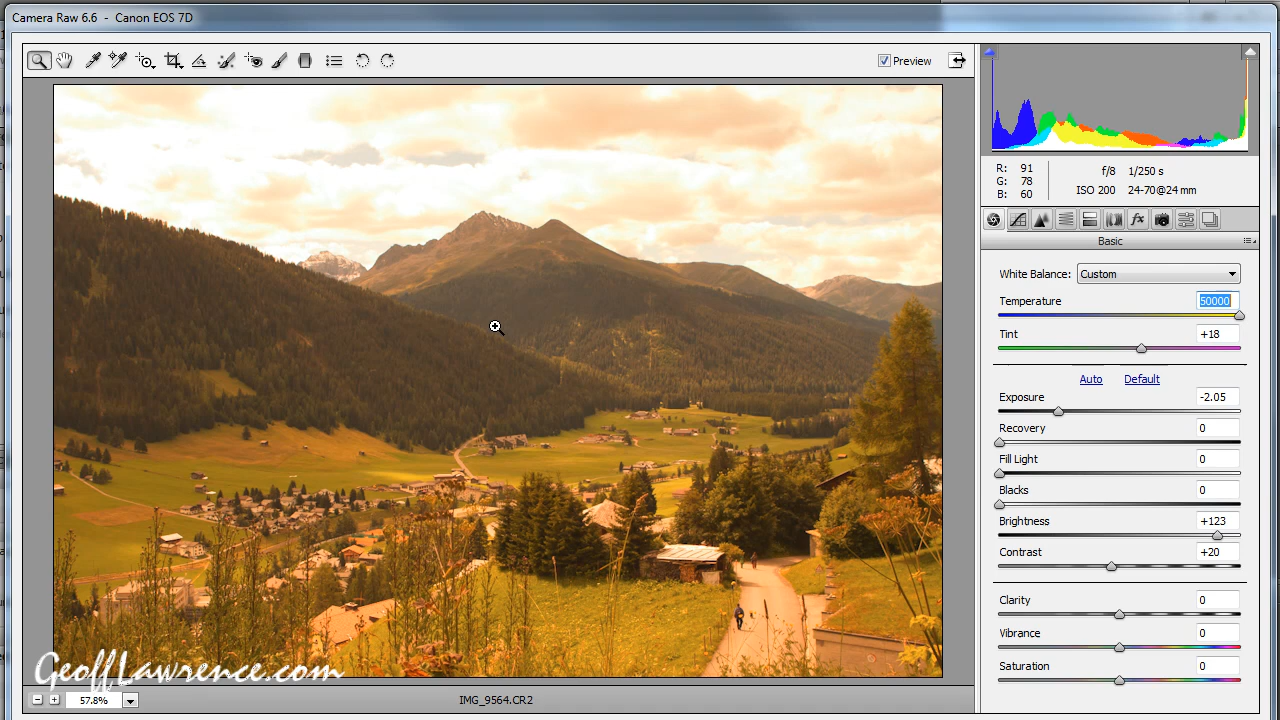 Camera Raw 6.6 - Canon EOS 7D
Preview
R: 91
G: 78
B: 60
f/8 1/250 s
ISO 200 24-70@24 mm
Basic
White Balance: Custom
Temperature 50000
Tint +18
Auto Default
Exposure -2.05
Recovery 0
Fill Light 0
Blacks 0
Brightness +123
Contrast +20
Clarity 0
Vibrance 0
Saturation 0
GeoffLawrence.com
57.8% IMG_9564.CR2